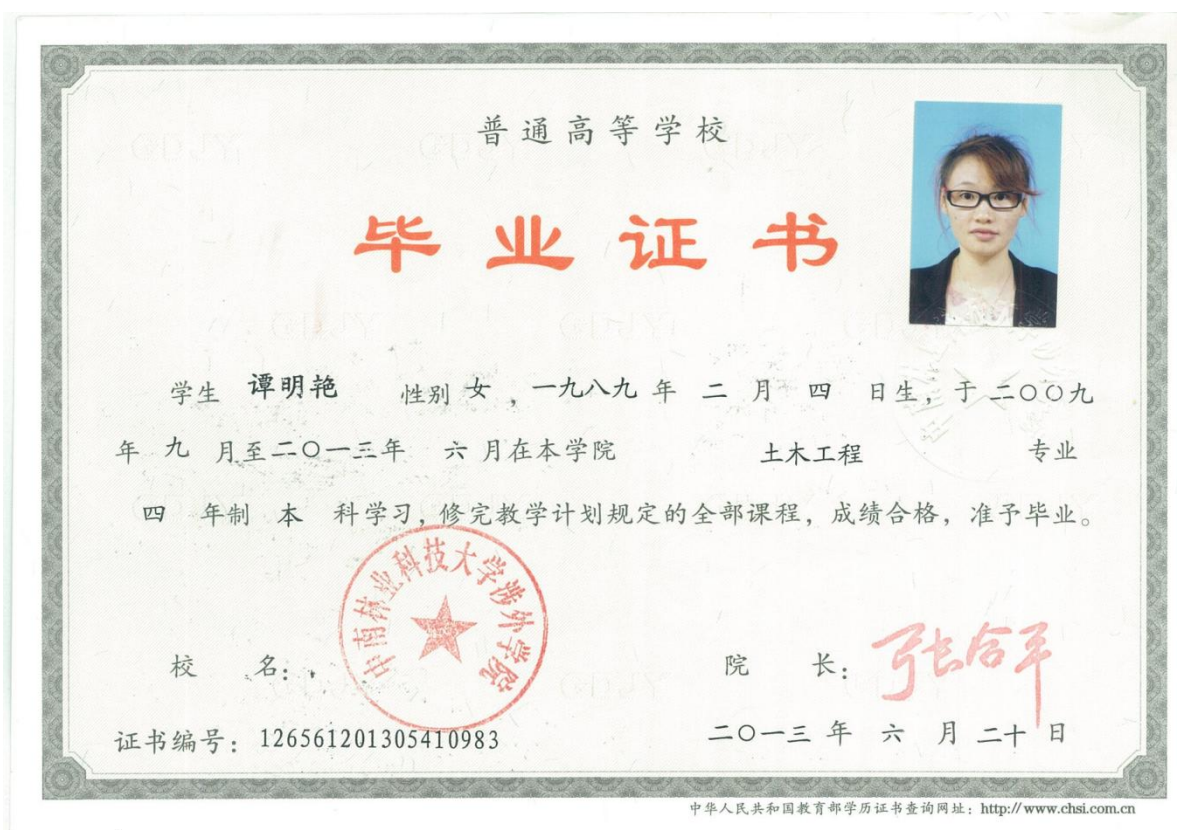 普通高等学校
毕业证书
学生 谭明艳 性别 女 ，一九八九 年 二 月 四 日生，于 二〇〇九
年 九 月至 二〇一三年 六 月在本学院 土木工程 专业
四 年制 本 科学习，修完教学计划规定的全部课程，成绩合格，准予毕业。
中南林业科技大学涉外学院
校 名： 院 长： 张合平
证书编号：126561201305410983 二〇一三 年 六 月 二十 日
中华人民共和国教育部学历证书查询网址：http://www.chsi.com.cn